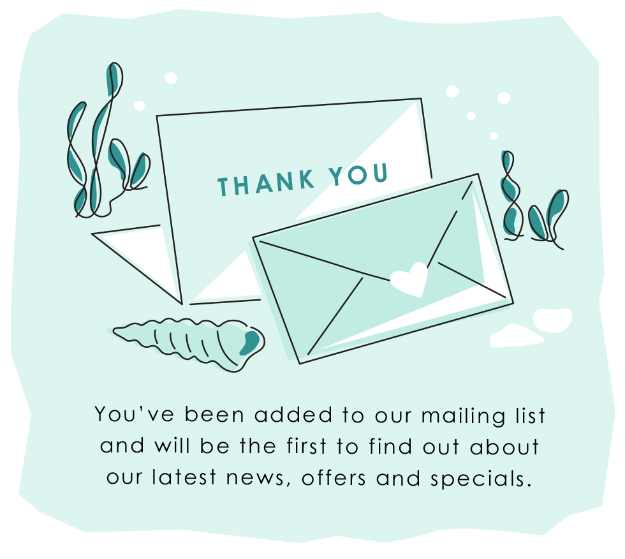 THANK YOU
You've been added to our mailing list
and will be the first to find out about
our latest news, offers and specials.